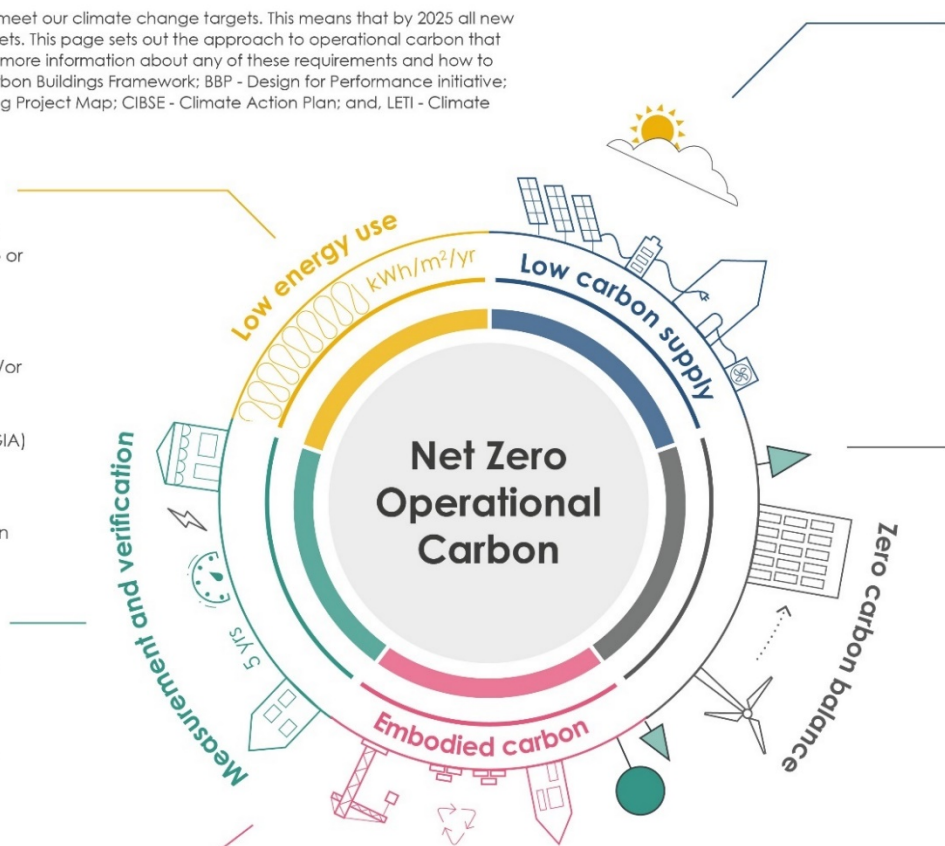 meet our climate change targets. This means that by 2025 all new
ets. This page sets out the approach to operational carbon that
more information about any of these requirements and how to
rbon Buildings Framework; BBP - Design for Performance initiative;
g Project Map; CIBSE - Climate Action Plan; and, LETI - Climate
or
/or
GIA)
n
Low energy use
kWh/m²/yr
Low carbon supply
Measurement and verification
5 yrs
Net Zero
Operational
Carbon
Zero carbon balance
Embodied carbon